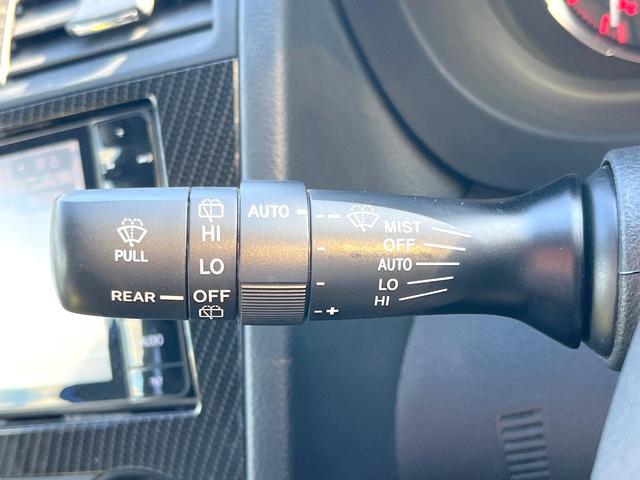 PULL
REAR
HI
LO
OFF
AUTO
- +
MIST
OFF
AUTO
LO
HI